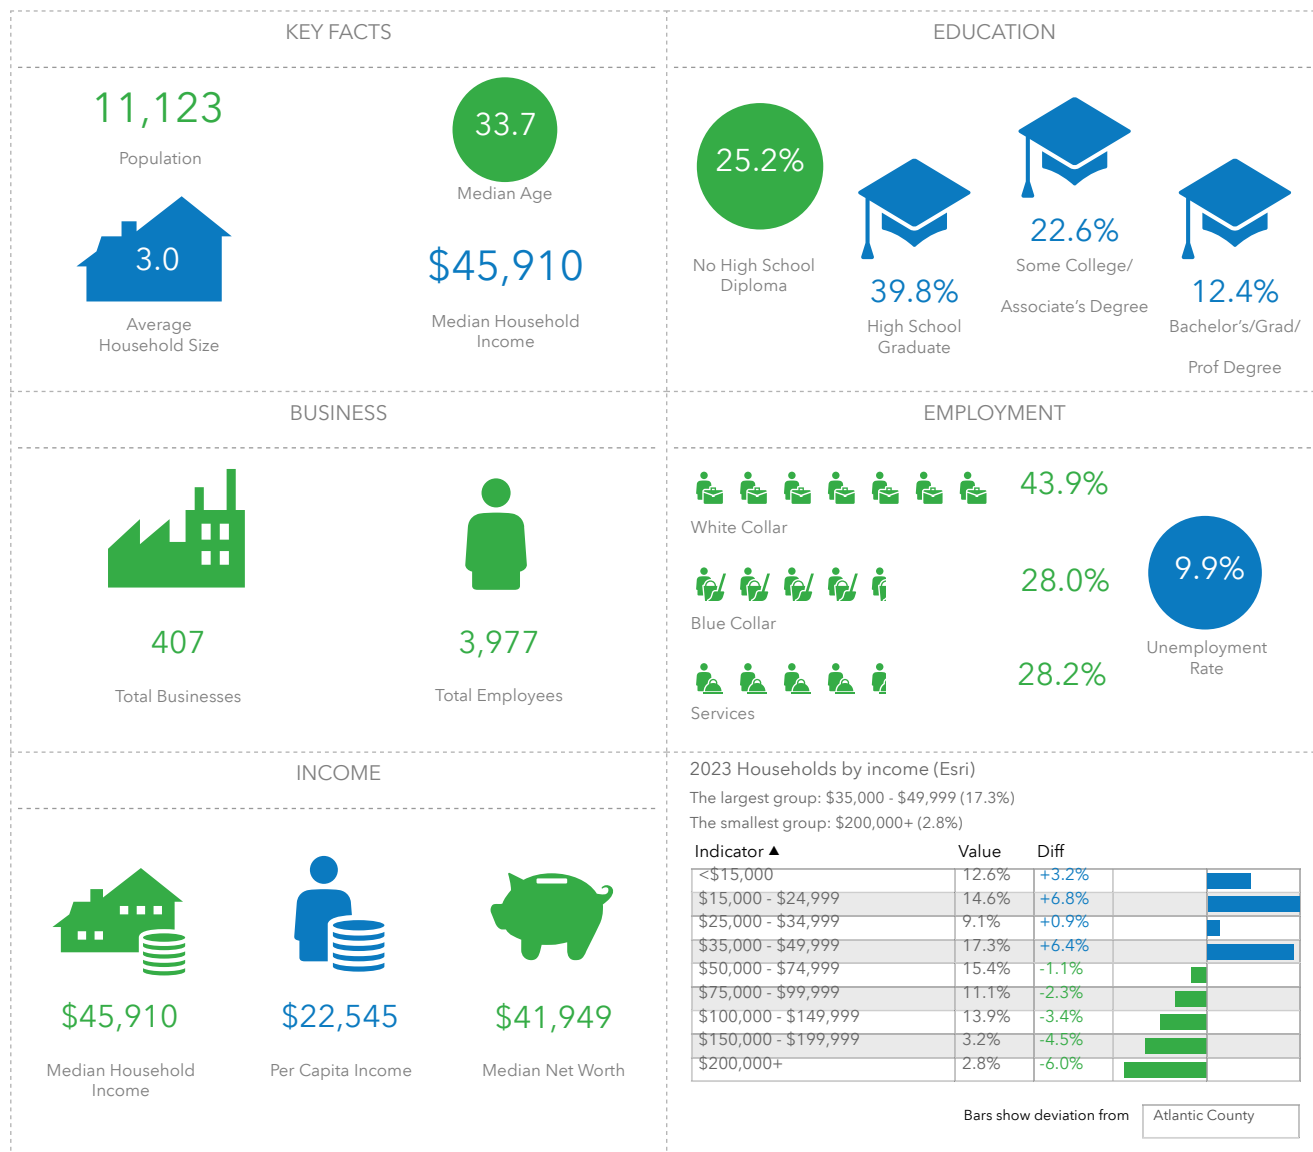 KEY FACTS
11,123
Population
33.7
Median Age
3.0
Average
Household Size
$45,910
Median Household
Income
EDUCATION
25.2%
No High School
Diploma
39.8%
High School
Graduate
22.6%
Some College/
Associate's Degree
12.4%
Bachelor's/Grad/
Prof Degree
BUSINESS
407
Total Businesses
3,977
Total Employees
EMPLOYMENT
43.9%
White Collar
28.0%
Blue Collar
28.2%
Services
9.9%
Unemployment
Rate
INCOME
$45,910
Median Household
Income
$22,545
Per Capita Income
$41,949
Median Net Worth
2023 Households by income (Esri)
The largest group: $35,000 - $49,999 (17.3%)
The smallest group: $200,000+ (2.8%)
Indicator ▲ Value Diff
<$15,000 12.6% +3.2%
$15,000 - $24,999 14.6% +6.8%
$25,000 - $34,999 9.1% +0.9%
$35,000 - $49,999 17.3% +6.4%
$50,000 - $74,999 15.4% -1.1%
$75,000 - $99,999 11.1% -2.3%
$100,000 - $149,999 13.9% -3.4%
$150,000 - $199,999 3.2% -4.5%
$200,000+ 2.8% -6.0%
Bars show deviation from Atlantic County